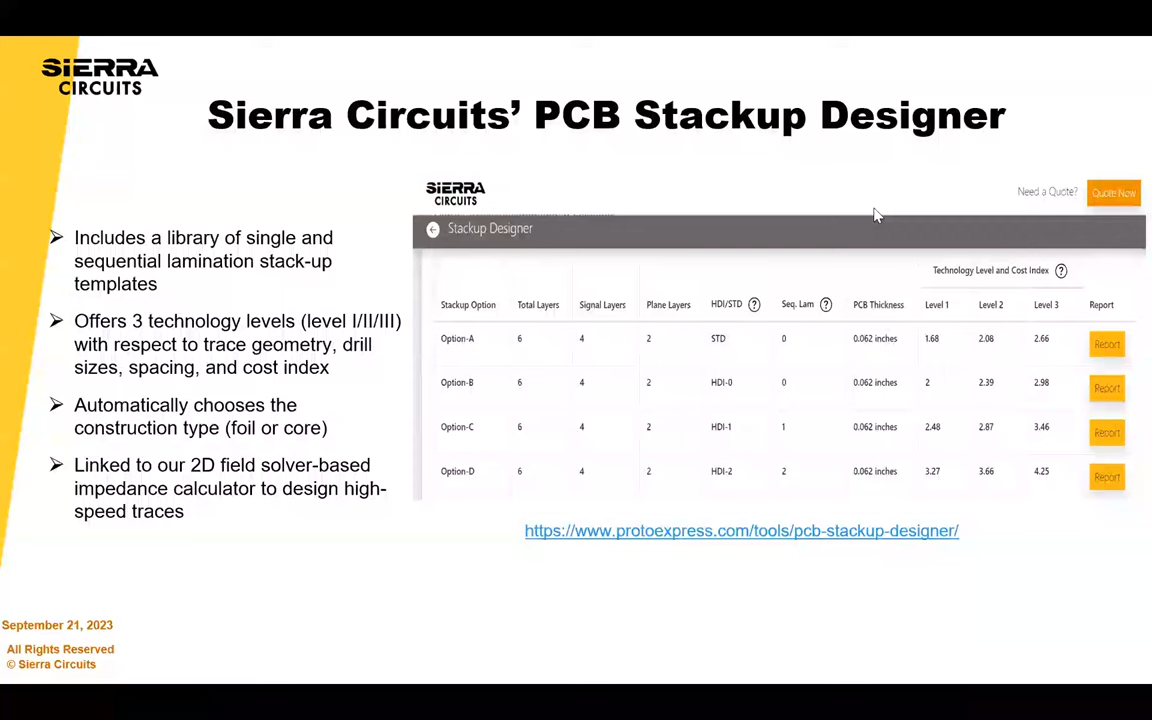 SIERRA
CIRCUITS
Sierra Circuits' PCB Stackup Designer
➢ Includes a library of single and
sequential lamination stack-up
templates
➢ Offers 3 technology levels (level I/II/III)
with respect to trace geometry, drill
sizes, spacing, and cost index
➢ Automatically chooses the
construction type (foil or core)
➢ Linked to our 2D field solver-based
impedance calculator to design high-
speed traces
SIERRA
CIRCUITS
Need a Quote? Quote Now
Stackup Designer
Technology Level and Cost Index ?
Stackup Option Total Layers Signal Layers Plane Layers HDI/STD ? Seq. Lam ? PCB Thickness Level 1 Level 2 Level 3 Report
Option-A 6 4 2 STD 0 0.062 inches 1.68 2.08 2.66 Report
Option-B 6 4 2 HDI-0 0 0.062 inches 2 2.39 2.98 Report
Option-C 6 4 2 HDI-1 1 0.062 inches 2.48 2.87 3.46 Report
Option-D 6 4 2 HDI-2 2 0.062 inches 3.27 3.66 4.25 Report
https://www.protoexpress.com/tools/pcb-stackup-designer/
September 21, 2023
All Rights Reserved
© Sierra Circuits